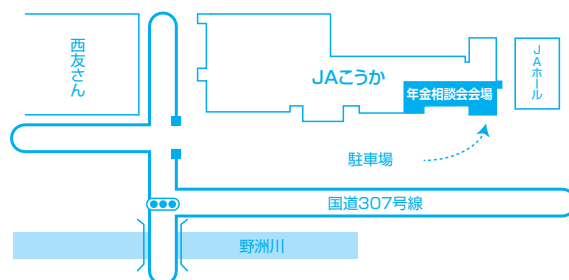 西友さん
JAこうか
年金相談会会場
JAホール
駐車場
国道307号線
野洲川